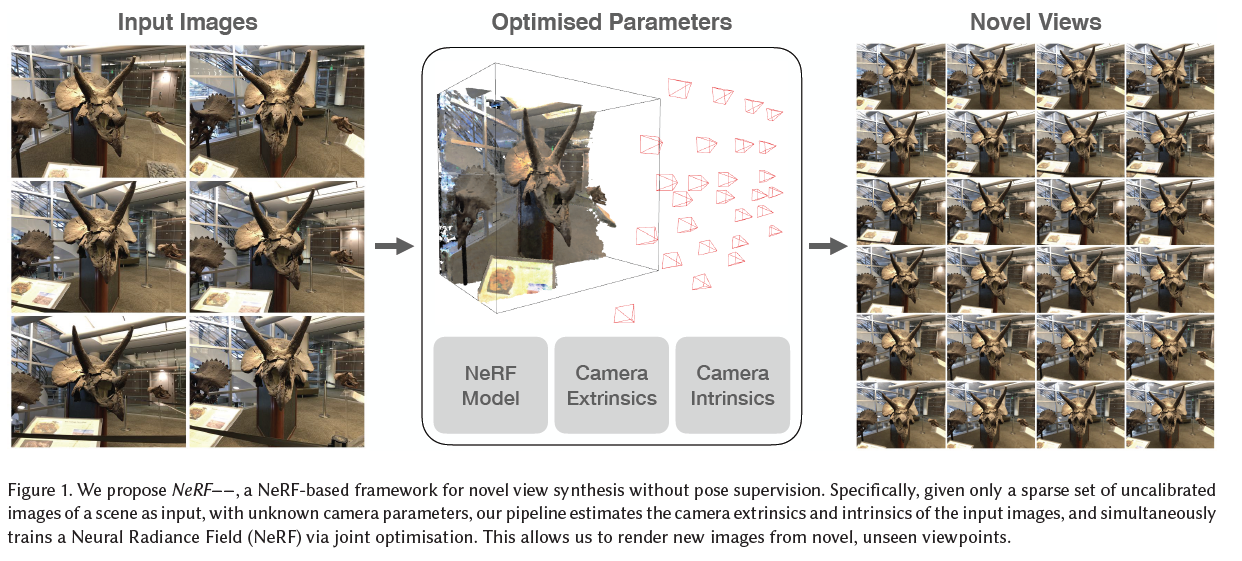 Input Images
Optimised Parameters
Novel Views
NeRF
Model
Camera
Extrinsics
Camera
Intrinsics
Figure 1. We propose NeRF−−, a NeRF-based framework for novel view synthesis without pose supervision. Specifically, given only a sparse set of uncalibrated
images of a scene as input, with unknown camera parameters, our pipeline estimates the camera extrinsics and intrinsics of the input images, and simultaneously
trains a Neural Radiance Field (NeRF) via joint optimisation. This allows us to render new images from novel, unseen viewpoints.